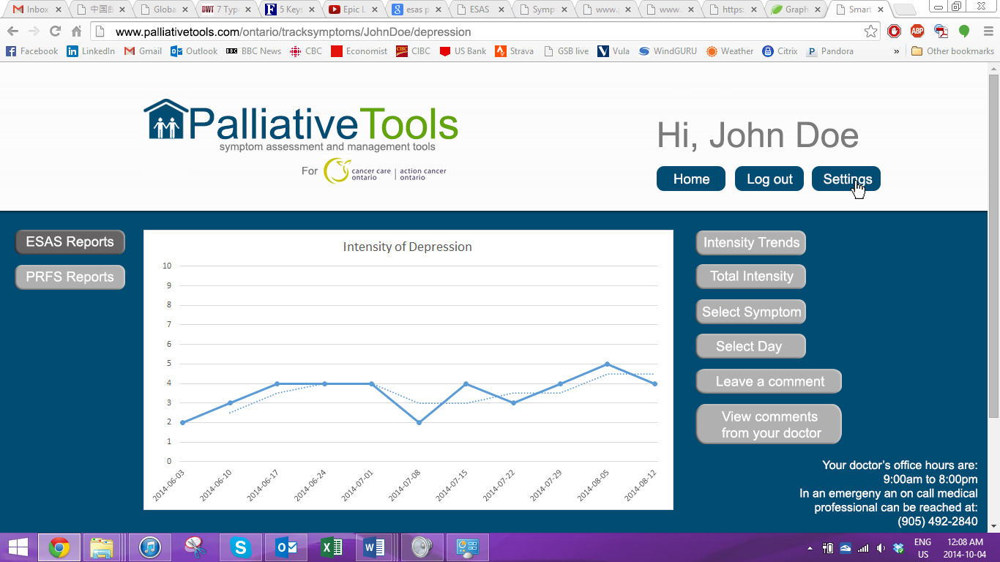 Inbox
中国曲
Globa
DWT 7 Type
F 5 Keys
Epic L
esas p
ESAS
Symp
www.
www.
https:
Graph
Smart
www.palliativetools.com/ontario/tracksymptoms/JohnDoe/depression
ABP
Facebook
LinkedIn
Gmail
Outlook
BBC BBC News
CBC
Economist
CIBC CIBC
US Bank
Strava
GSB live
V Vula
WindGURU
Weather
Citrix
P Pandora
»
Other bookmarks
PalliativeTools
symptom assessment and management tools
For cancer care ontario | action cancer ontario
Hi, John Doe
Home
Log out
Settings
ESAS Reports
PRFS Reports
Intensity of Depression
10
9
8
7
6
5
4
3
2
1
0
2014-06-03
2014-06-10
2014-06-17
2014-06-24
2014-07-01
2014-07-08
2014-07-15
2014-07-22
2014-07-29
2014-08-05
2014-08-12
Intensity Trends
Total Intensity
Select Symptom
Select Day
Leave a comment
View comments
from your doctor
Your doctor's office hours are:
9:00am to 8:00pm
In an emergeny an on call medical
professional can be reached at:
(905) 492-2840
ENG
US
12:08 AM
2014-10-04